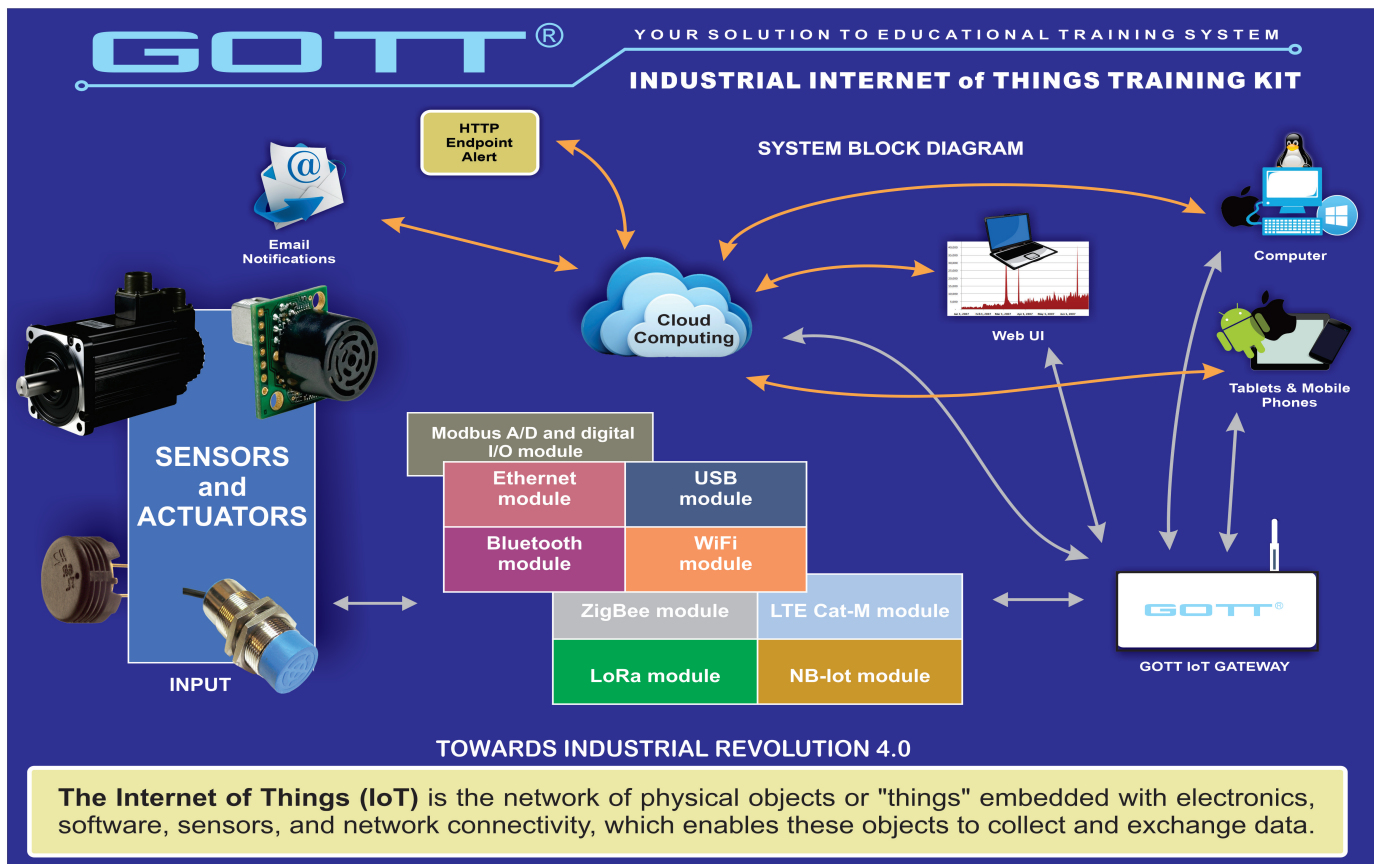 GOTT®
YOUR SOLUTION TO EDUCATIONAL TRAINING SYSTEM
INDUSTRIAL INTERNET of THINGS TRAINING KIT
HTTP
Endpoint
Alert
SYSTEM BLOCK DIAGRAM
Email
Notifications
Computer
Cloud
Computing
Web UI
Tablets & Mobile
Phones
SENSORS
and
ACTUATORS
Modbus A/D and digital
I/O module
Ethernet
module
USB
module
Bluetooth
module
WiFi
module
ZigBee module
LTE Cat-M module
LoRa module
NB-Iot module
INPUT
GOTT®
GOTT IoT GATEWAY
TOWARDS INDUSTRIAL REVOLUTION 4.0
The Internet of Things (IoT) is the network of physical objects or "things" embedded with electronics,
software, sensors, and network connectivity, which enables these objects to collect and exchange data.